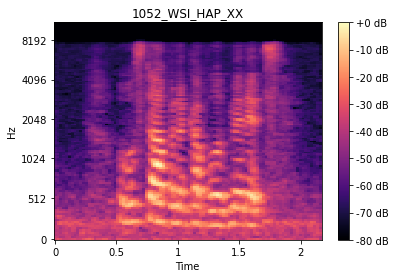 1052_WSI_HAP_XX
+0 dB
8192
-10 dB
4096
-20 dB
-30 dB
2048
Hz
-40 dB
1024
-50 dB
512
-60 dB
-70 dB
0
-80 dB
0 0.5 1 1.5 2
Time